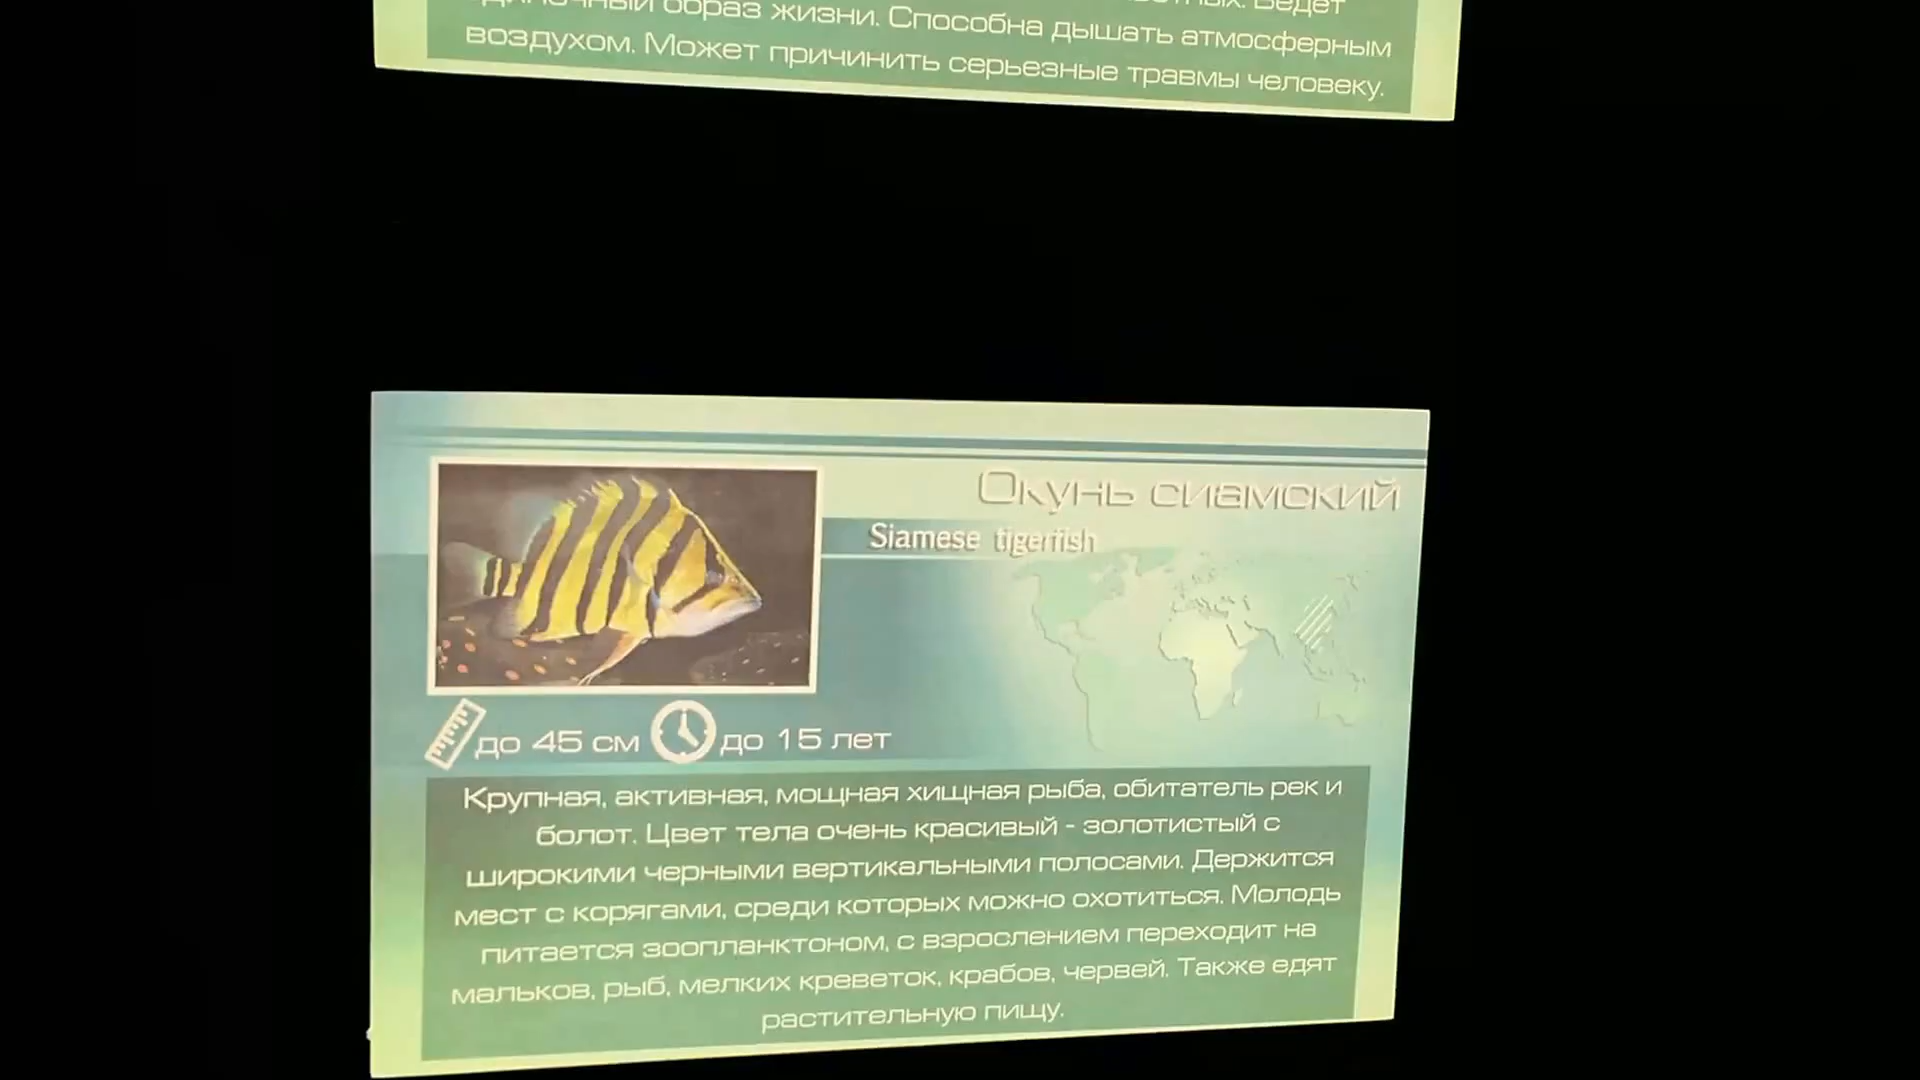 образ жизни. Способна дышать атмосферным
воздухом. Может причинить серьезные травмы человеку.
Окунь сиамский
Siamese tigerfish
до 45 см до 15 лет
Крупная, активная, мощная хищная рыба, обитатель рек и
болот. Цвет тела очень красивый - золотистый с
широкими черными вертикальными полосами. Держится
мест с корягами, среди которых можно охотиться. Молодь
питается зоопланктоном, с взрослением переходит на
мальков, рыб, мелких креветок, крабов, червей. Также едят
растительную пищу.